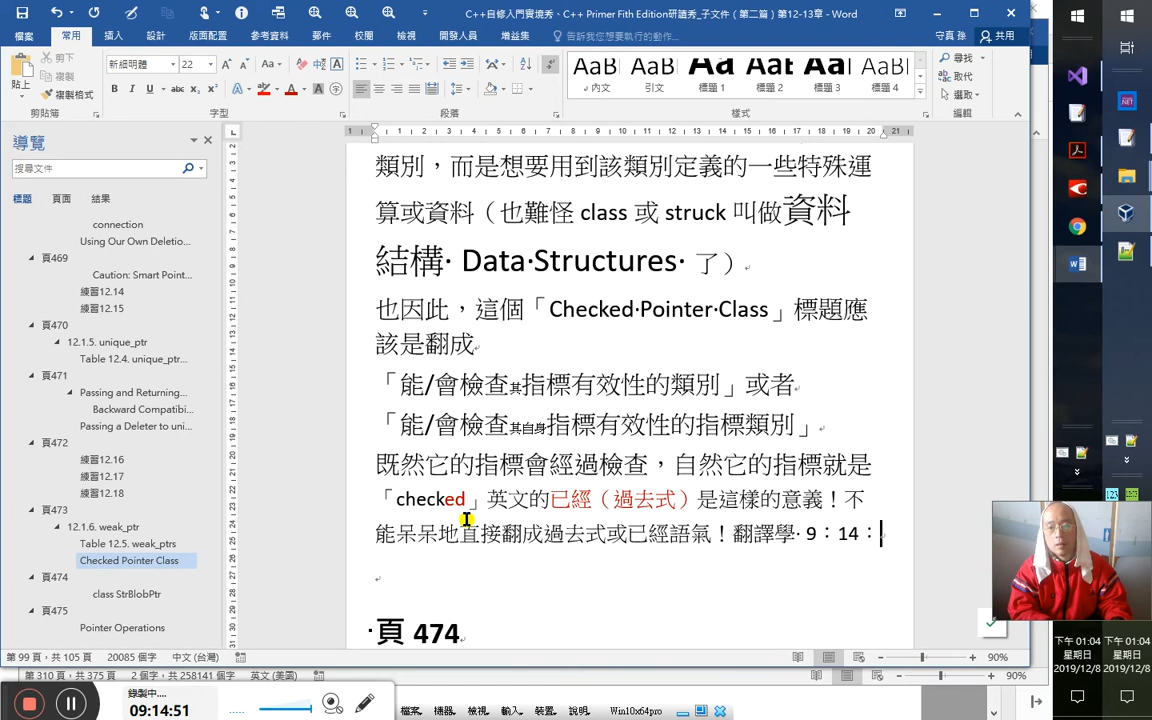 C++自修入門實境秀、C++ Primer Fith Edition研讀秀_子文件（第二篇）第12-13章 - Word
檔案 常用 插入 設計 版面配置 參考資料 郵件 校閱 檢視 開發人員 增益集 告訴我您想要執行的動作... 守真 孫 共用
貼上 剪下 複製 複製格式 剪貼簿
新細明體 22 字型
段落
AaB AaBb Aa AaB Aal AaBb
內文 標題 1 標題 2 標題 3 標題 4 樣式
尋找 取代 選取 編輯
導覽
搜尋文件
標題 頁面 結果
connection
Using Our Own Deletio...
頁469
Caution: Smart Point...
練習12.14
練習12.15
頁470
12.1.5. unique_ptr
Table 12.4. unique_ptr...
頁471
Passing and Returning...
Backward Compatibi...
Passing a Deleter to uni...
頁472
練習12.16
練習12.17
練習12.18
頁473
12.1.6. weak_ptr
Table 12.5. weak_ptrs
Checked Pointer Class
頁474
class StrBlobPtr
頁475
Pointer Operations
類別，而是想要用到該類別定義的一些特殊運
算或資料（也難怪 class 或 struck 叫做資料
結構· Data·Structures· 了）
也因此，這個「Checked·Pointer·Class」標題應
該是翻成
「能/會檢查其指標有效性的類別」或者
「能/會檢查其自身指標有效性的指標類別」
既然它的指標會經過檢查，自然它的指標就是
「checked」英文的已經（過去式）是這樣的意義！不
能呆呆地直接翻成過去式或已經語氣！翻譯學· 9：14：
頁 474
第 99 頁，共 105 頁 20085 個字 中文 (台灣) 90%
第 310 頁，共 375 頁 2 個字，共 258141 個字 英文 (美國) 90%
錄製中....
09:14:51
檔案 機器 檢視 輸入 裝置 說明 Win10x64pro
下午 01:04
星期日
2019/12/8
下午 01:04
星期日
2019/12/8